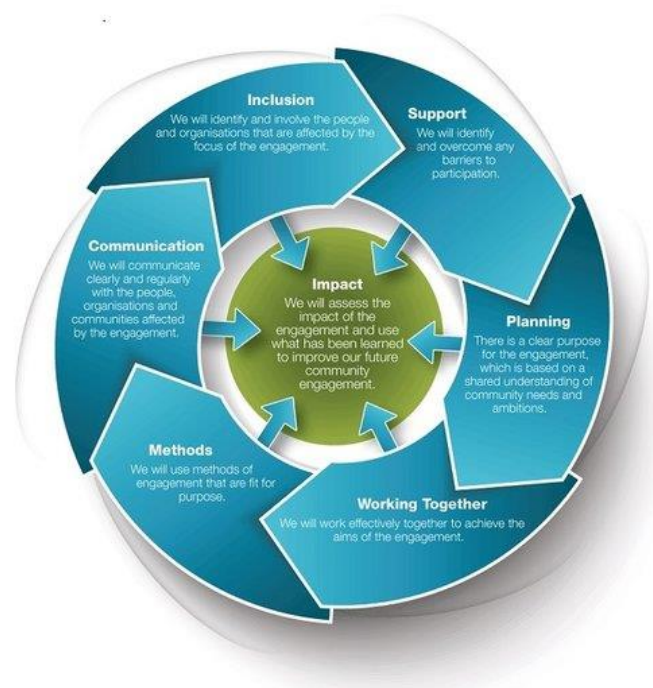 Inclusion
We will identify and involve the people
and organisations that are affected by the
focus of the engagement.
Support
We will identify
and overcome any
barriers to
participation.
Planning
There is a clear purpose
for the engagement,
which is based on a
shared understanding of
community needs and
ambitions.
Working Together
We will work effectively together to achieve the
aims of the engagement.
Methods
We will use methods of
engagement that are fit for
purpose.
Communication
We will communicate
clearly and regularly
with the people,
organisations and
communities affected
by the engagement.
Impact
We will assess the
impact of the
engagement and use
what has been learned
to improve our future
community
engagement.